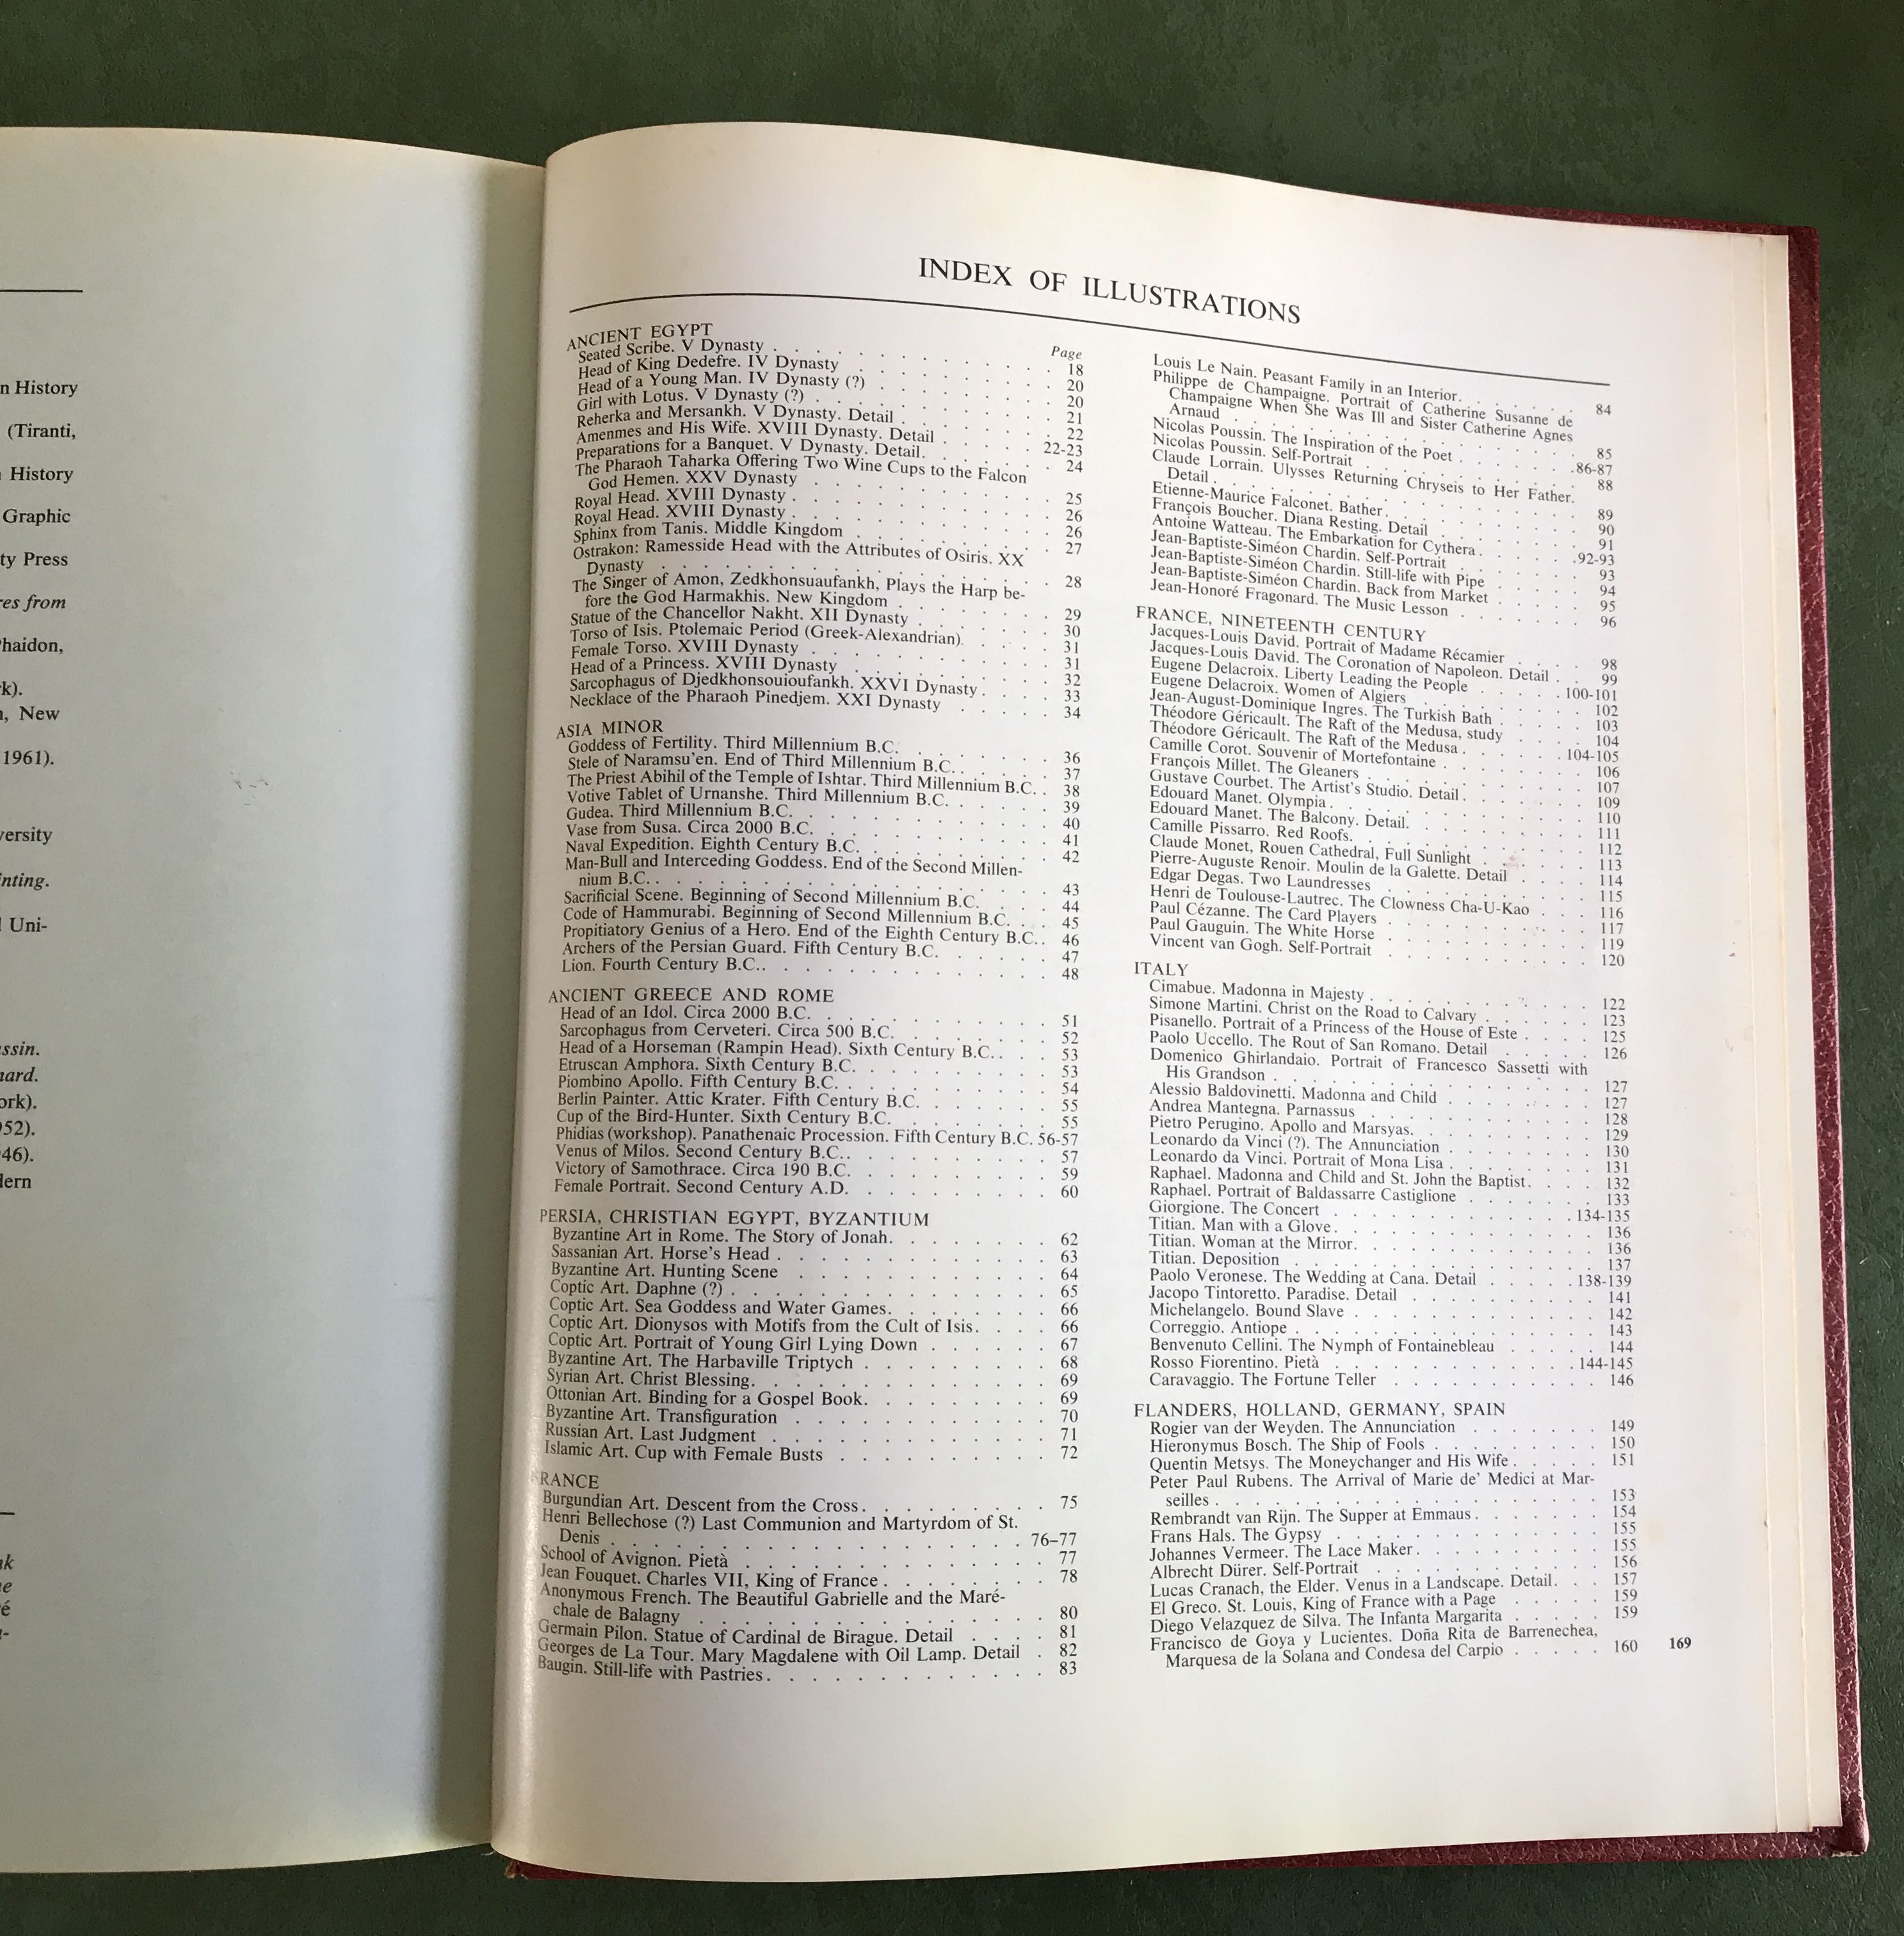 n History
(Tiranti,
History
Graphic
ty Press
es from
haidon,
k).
, New
1961).
versity
inting.
Uni-
ssin.
nard.
ork).
52).
46).
lern
INDEX OF ILLUSTRATIONS
ANCIENT EGYPT
Page
Seated Scribe. V Dynasty . . . . . . . . . . . . . 18
Head of King Dedefre. IV Dynasty . . . . . . . . . 20
Head of a Young Man. IV Dynasty (?) . . . . . . . . 20
Girl with Lotus. V Dynasty (?) . . . . . . . . . . . 21
Reherka and Mersankh. V Dynasty. Detail . . . . . . . 22
Amenmes and His Wife. XVIII Dynasty. Detail . . . . . 22-23
Preparations for a Banquet. V Dynasty. Detail. . . . . . 24
The Pharaoh Taharka Offering Two Wine Cups to the Falcon
God Hemen. XXV Dynasty . . . . . . . . . . . . 25
Royal Head. XVIII Dynasty . . . . . . . . . . . . 26
Royal Head. XVIII Dynasty . . . . . . . . . . . . 26
Sphinx from Tanis. Middle Kingdom . . . . . . . . . 27
Ostrakon: Ramesside Head with the Attributes of Osiris. XX
Dynasty . . . . . . . . . . . . . . . . . . . 28
The Singer of Amon, Zedkhonsuaufankh, Plays the Harp be-
fore the God Harmakhis. New Kingdom . . . . . . . 29
Statue of the Chancellor Nakht. XII Dynasty . . . . . . 30
Torso of Isis. Ptolemaic Period (Greek-Alexandrian). . . . . 31
Female Torso. XVIII Dynasty . . . . . . . . . . . 31
Head of a Princess. XVIII Dynasty . . . . . . . . . 32
Sarcophagus of Djedkhonsouioufankh. XXVI Dynasty . . . . 33
Necklace of the Pharaoh Pinedjem. XXI Dynasty . . . . . 34
ASIA MINOR
Goddess of Fertility. Third Millennium B.C. . . . . . . . 36
Stele of Naramsu'en. End of Third Millennium B.C. . . . . . 37
The Priest Abihil of the Temple of Ishtar. Third Millennium B.C. . 38
Votive Tablet of Urnanshe. Third Millennium B.C. . . . . . 39
Gudea. Third Millennium B.C. . . . . . . . . . . . 40
Vase from Susa. Circa 2000 B.C. . . . . . . . . . . . 41
Naval Expedition. Eighth Century B.C. . . . . . . . . . 42
Man-Bull and Interceding Goddess. End of the Second Millen-
nium B.C. . . . . . . . . . . . . . . . . . . 43
Sacrificial Scene. Beginning of Second Millennium B.C. . . . . 44
Code of Hammurabi. Beginning of Second Millennium B.C. . . . 45
Propitiatory Genius of a Hero. End of the Eighth Century B.C. . 46
Archers of the Persian Guard. Fifth Century B.C. . . . . . . 47
Lion. Fourth Century B.C. . . . . . . . . . . . . . 48
ANCIENT GREECE AND ROME
Head of an Idol. Circa 2000 B.C. . . . . . . . . . . . 51
Sarcophagus from Cerveteri. Circa 500 B.C. . . . . . . . . 52
Head of a Horseman (Rampin Head). Sixth Century B.C. . . . 53
Etruscan Amphora. Sixth Century B.C. . . . . . . . . . 53
Piombino Apollo. Fifth Century B.C. . . . . . . . . . . 54
Berlin Painter. Attic Krater. Fifth Century B.C. . . . . . . 55
Cup of the Bird-Hunter. Sixth Century B.C. . . . . . . . . 55
Phidias (workshop). Panathenaic Procession. Fifth Century B.C. 56-57
Venus of Milos. Second Century B.C. . . . . . . . . . . 57
Victory of Samothrace. Circa 190 B.C. . . . . . . . . . 59
Female Portrait. Second Century A.D. . . . . . . . . . 60
PERSIA, CHRISTIAN EGYPT, BYZANTIUM
Byzantine Art in Rome. The Story of Jonah. . . . . . . . 62
Sassanian Art. Horse's Head . . . . . . . . . . . . . 63
Byzantine Art. Hunting Scene . . . . . . . . . . . . 64
Coptic Art. Daphne (?) . . . . . . . . . . . . . . . 65
Coptic Art. Sea Goddess and Water Games. . . . . . . . 66
Coptic Art. Dionysos with Motifs from the Cult of Isis. . . . . 66
Coptic Art. Portrait of Young Girl Lying Down . . . . . . 67
Byzantine Art. The Harbaville Triptych . . . . . . . . . 68
Syrian Art. Christ Blessing. . . . . . . . . . . . . . 69
Ottonian Art. Binding for a Gospel Book. . . . . . . . . 69
Byzantine Art. Transfiguration . . . . . . . . . . . . 70
Russian Art. Last Judgment . . . . . . . . . . . . . 71
Islamic Art. Cup with Female Busts . . . . . . . . . . 72
RANCE
Burgundian Art. Descent from the Cross . . . . . . . . . 75
Henri Bellechose (?) Last Communion and Martyrdom of St.
Denis . . . . . . . . . . . . . . . . . . . 76–77
School of Avignon. Pietà . . . . . . . . . . . . . . 77
Jean Fouquet. Charles VII, King of France . . . . . . . . 78
Anonymous French. The Beautiful Gabrielle and the Maré-
chale de Balagny . . . . . . . . . . . . . . . . 80
Germain Pilon. Statue of Cardinal de Birague. Detail . . . . 81
Georges de La Tour. Mary Magdalene with Oil Lamp. Detail . 82
Baugin. Still-life with Pastries . . . . . . . . . . . . . 83
Louis Le Nain. Peasant Family in an Interior. . . . . . . 84
Philippe de Champaigne. Portrait of Catherine Susanne de
Champaigne When She Was Ill and Sister Catherine Agnes
Arnaud . . . . . . . . . . . . . . . . . . . 85
Nicolas Poussin. The Inspiration of the Poet . . . . . . . 86-87
Nicolas Poussin. Self-Portrait . . . . . . . . . . . . 88
Claude Lorrain. Ulysses Returning Chryseis to Her Father.
Detail . . . . . . . . . . . . . . . . . . . . 89
Etienne-Maurice Falconet. Bather . . . . . . . . . . . 90
François Boucher. Diana Resting. Detail . . . . . . . . 91
Antoine Watteau. The Embarkation for Cythera . . . . . . 92-93
Jean-Baptiste-Siméon Chardin. Self-Portrait . . . . . . . 93
Jean-Baptiste-Siméon Chardin. Still-life with Pipe . . . . . 94
Jean-Baptiste-Siméon Chardin. Back from Market . . . . . 95
Jean-Honoré Fragonard. The Music Lesson . . . . . . . 96
FRANCE, NINETEENTH CENTURY
Jacques-Louis David. Portrait of Madame Récamier . . . . 98
Jacques-Louis David. The Coronation of Napoleon. Detail . . 99
Eugene Delacroix. Liberty Leading the People . . . . . 100-101
Eugene Delacroix. Women of Algiers . . . . . . . . . 102
Jean-August-Dominique Ingres. The Turkish Bath . . . . . 103
Théodore Géricault. The Raft of the Medusa, study . . . . 104
Théodore Géricault. The Raft of the Medusa . . . . . . 104-105
Camille Corot. Souvenir of Mortefontaine . . . . . . . . 106
François Millet. The Gleaners . . . . . . . . . . . . 107
Gustave Courbet. The Artist's Studio. Detail . . . . . . . 109
Edouard Manet. Olympia . . . . . . . . . . . . . . 110
Edouard Manet. The Balcony. Detail. . . . . . . . . . 111
Camille Pissarro. Red Roofs. . . . . . . . . . . . . 112
Claude Monet, Rouen Cathedral, Full Sunlight . . . . . . 113
Pierre-Auguste Renoir. Moulin de la Galette. Detail . . . . 114
Edgar Degas. Two Laundresses . . . . . . . . . . . . 115
Henri de Toulouse-Lautrec. The Clowness Cha-U-Kao . . . 116
Paul Cézanne. The Card Players . . . . . . . . . . . 117
Paul Gauguin. The White Horse . . . . . . . . . . . 119
Vincent van Gogh. Self-Portrait . . . . . . . . . . . 120
ITALY
Cimabue. Madonna in Majesty . . . . . . . . . . . . 122
Simone Martini. Christ on the Road to Calvary . . . . . . 123
Pisanello. Portrait of a Princess of the House of Este . . . . 125
Paolo Uccello. The Rout of San Romano. Detail . . . . . 126
Domenico Ghirlandaio. Portrait of Francesco Sassetti with
His Grandson . . . . . . . . . . . . . . . . . 127
Alessio Baldovinetti. Madonna and Child . . . . . . . . 127
Andrea Mantegna. Parnassus . . . . . . . . . . . . 128
Pietro Perugino. Apollo and Marsyas. . . . . . . . . . 129
Leonardo da Vinci (?). The Annunciation . . . . . . . . 130
Leonardo da Vinci. Portrait of Mona Lisa . . . . . . . . 131
Raphael. Madonna and Child and St. John the Baptist. . . . 132
Raphael. Portrait of Baldassarre Castiglione . . . . . . . 133
Giorgione. The Concert . . . . . . . . . . . . . 134-135
Titian. Man with a Glove . . . . . . . . . . . . . . 136
Titian. Woman at the Mirror. . . . . . . . . . . . . 136
Titian. Deposition . . . . . . . . . . . . . . . . 137
Paolo Veronese. The Wedding at Cana. Detail . . . . . 138-139
Jacopo Tintoretto. Paradise. Detail . . . . . . . . . . 141
Michelangelo. Bound Slave . . . . . . . . . . . . . 142
Correggio. Antiope . . . . . . . . . . . . . . . . 143
Benvenuto Cellini. The Nymph of Fontainebleau . . . . . 144
Rosso Fiorentino. Pietà . . . . . . . . . . . . . 144-145
Caravaggio. The Fortune Teller . . . . . . . . . . . 146
FLANDERS, HOLLAND, GERMANY, SPAIN
Rogier van der Weyden. The Annunciation . . . . . . . 149
Hieronymus Bosch. The Ship of Fools . . . . . . . . . 150
Quentin Metsys. The Moneychanger and His Wife . . . . . 151
Peter Paul Rubens. The Arrival of Marie de' Medici at Mar-
seilles . . . . . . . . . . . . . . . . . . . . 153
Rembrandt van Rijn. The Supper at Emmaus . . . . . . . 154
Frans Hals. The Gypsy . . . . . . . . . . . . . . 155
Johannes Vermeer. The Lace Maker . . . . . . . . . . 155
Albrecht Dürer. Self-Portrait . . . . . . . . . . . . 156
Lucas Cranach, the Elder. Venus in a Landscape. Detail. . . 157
El Greco. St. Louis, King of France with a Page . . . . . 159
Diego Velazquez de Silva. The Infanta Margarita . . . . . 159
Francisco de Goya y Lucientes. Doña Rita de Barrenechea,
Marquesa de la Solana and Condesa del Carpio . . . . . 160
169